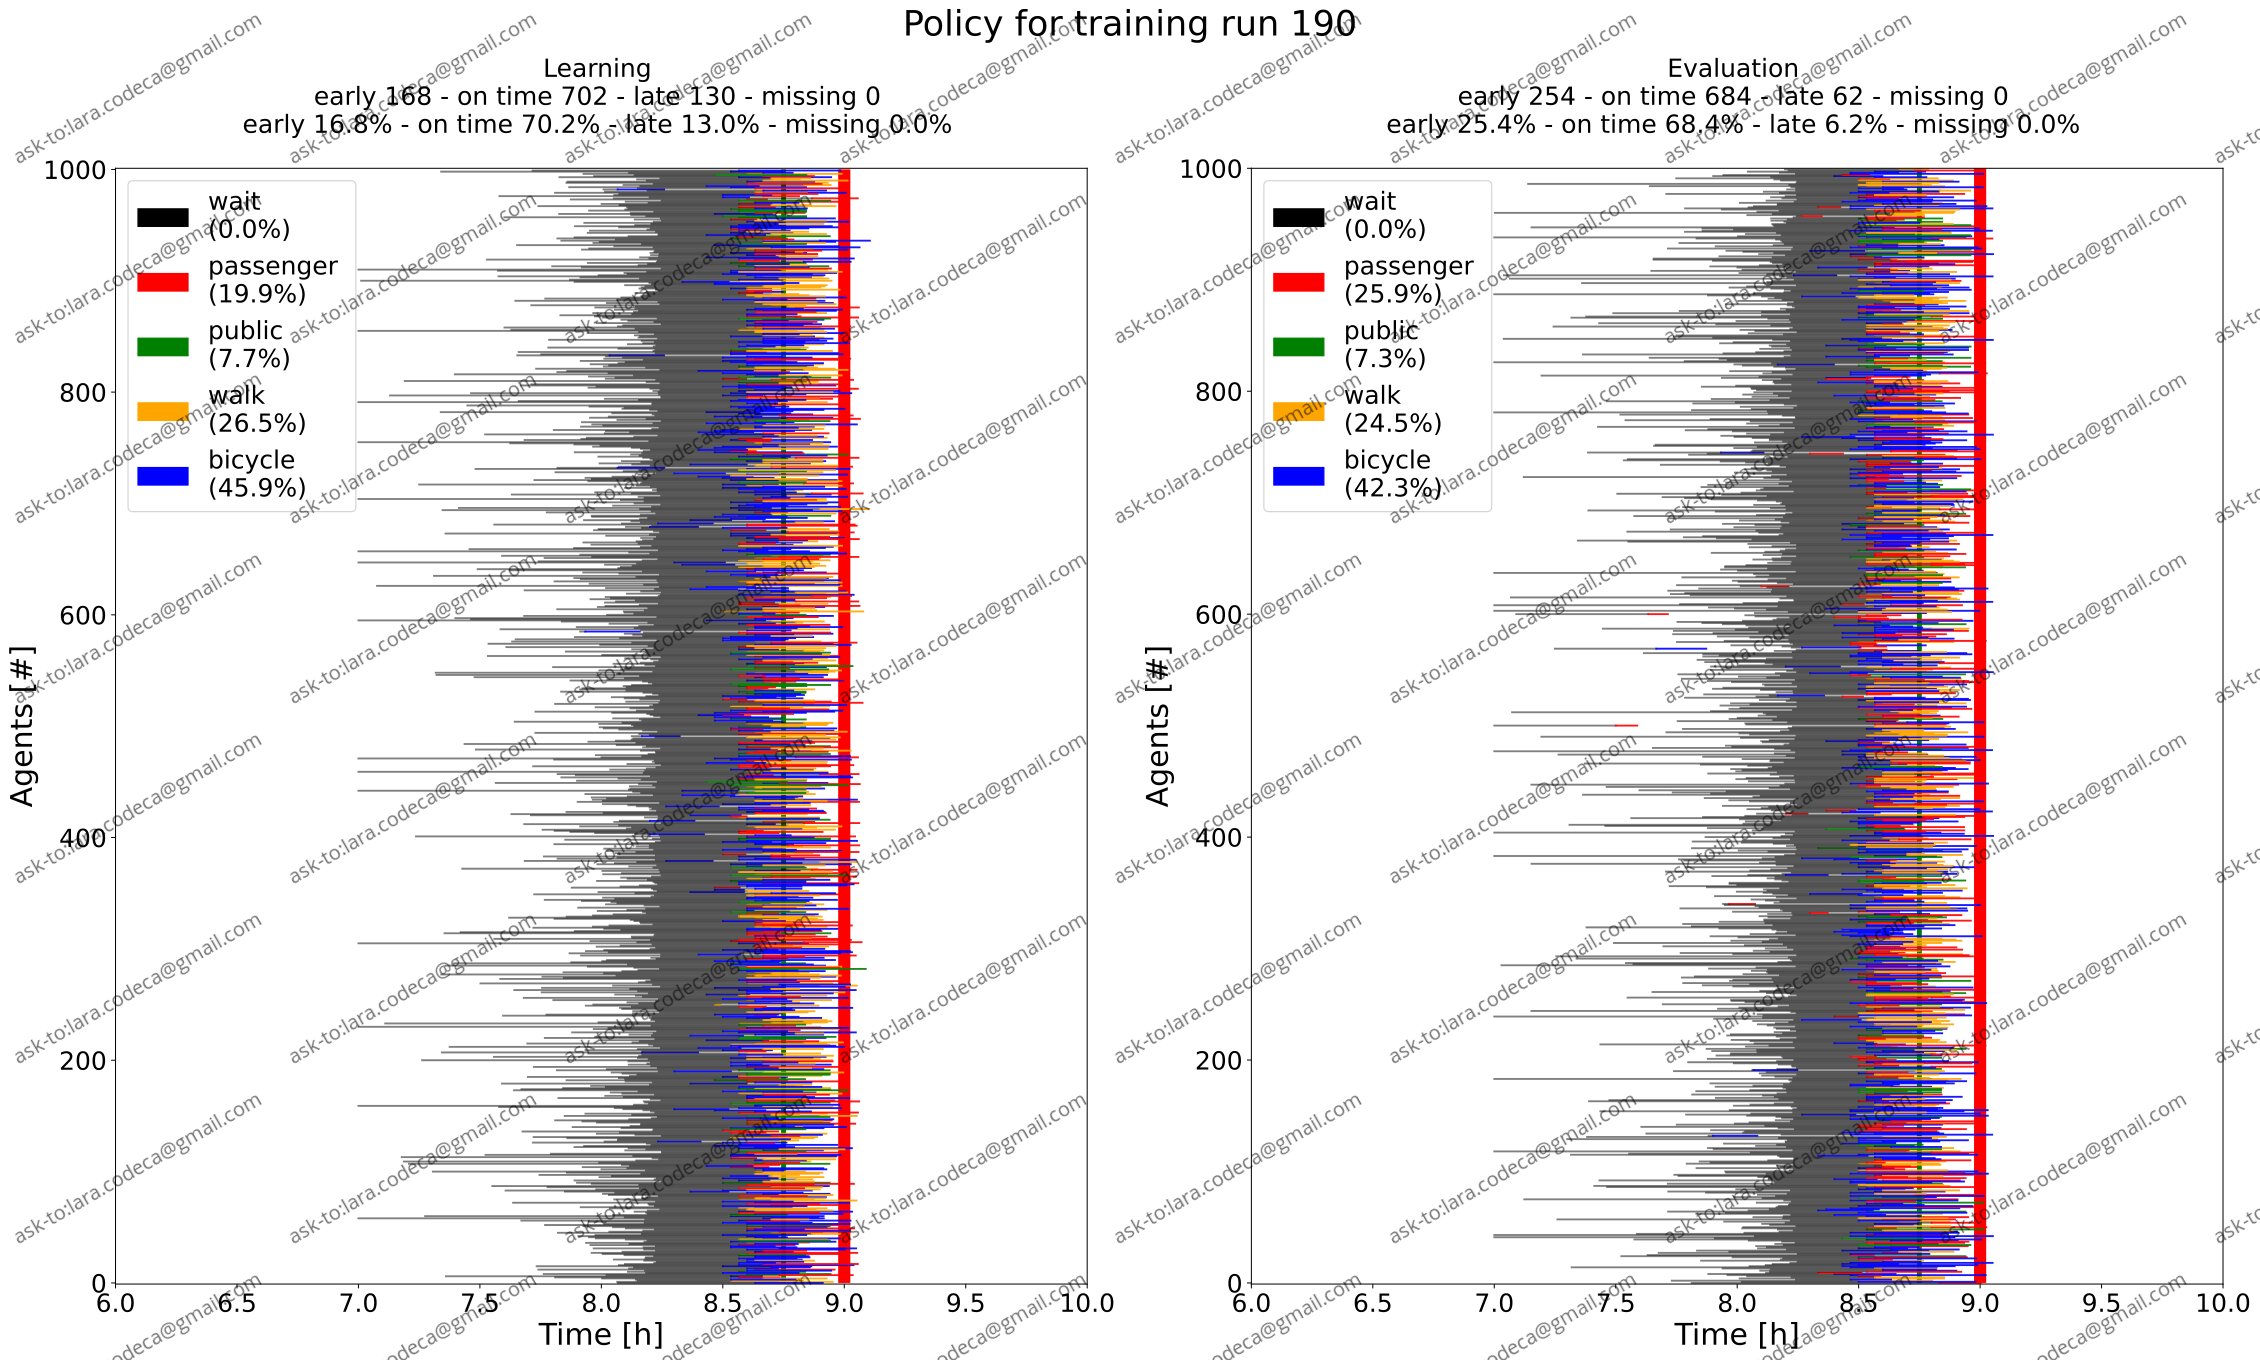 Policy for training run 190
Learning
early 168 - on time 702 - late 130 - missing 0
early 16.8% - on time 70.2% - late 13.0% - missing 0.0%
1000
800
600
400
200
0
Agents [#]
wait
(0.0%)
passenger
(19.9%)
public
(7.7%)
walk
(26.5%)
bicycle
(45.9%)
6.0 6.5 7.0 7.5 8.0 8.5 9.0 9.5 10.0
Time [h]
Evaluation
early 254 - on time 684 - late 62 - missing 0
early 25.4% - on time 68.4% - late 6.2% - missing 0.0%
1000
800
600
400
200
0
Agents [#]
wait
(0.0%)
passenger
(25.9%)
public
(7.3%)
walk
(24.5%)
bicycle
(42.3%)
6.0 6.5 7.0 7.5 8.0 8.5 9.0 9.5 10.0
Time [h]
ask-to:lara.codeca@gmail.com